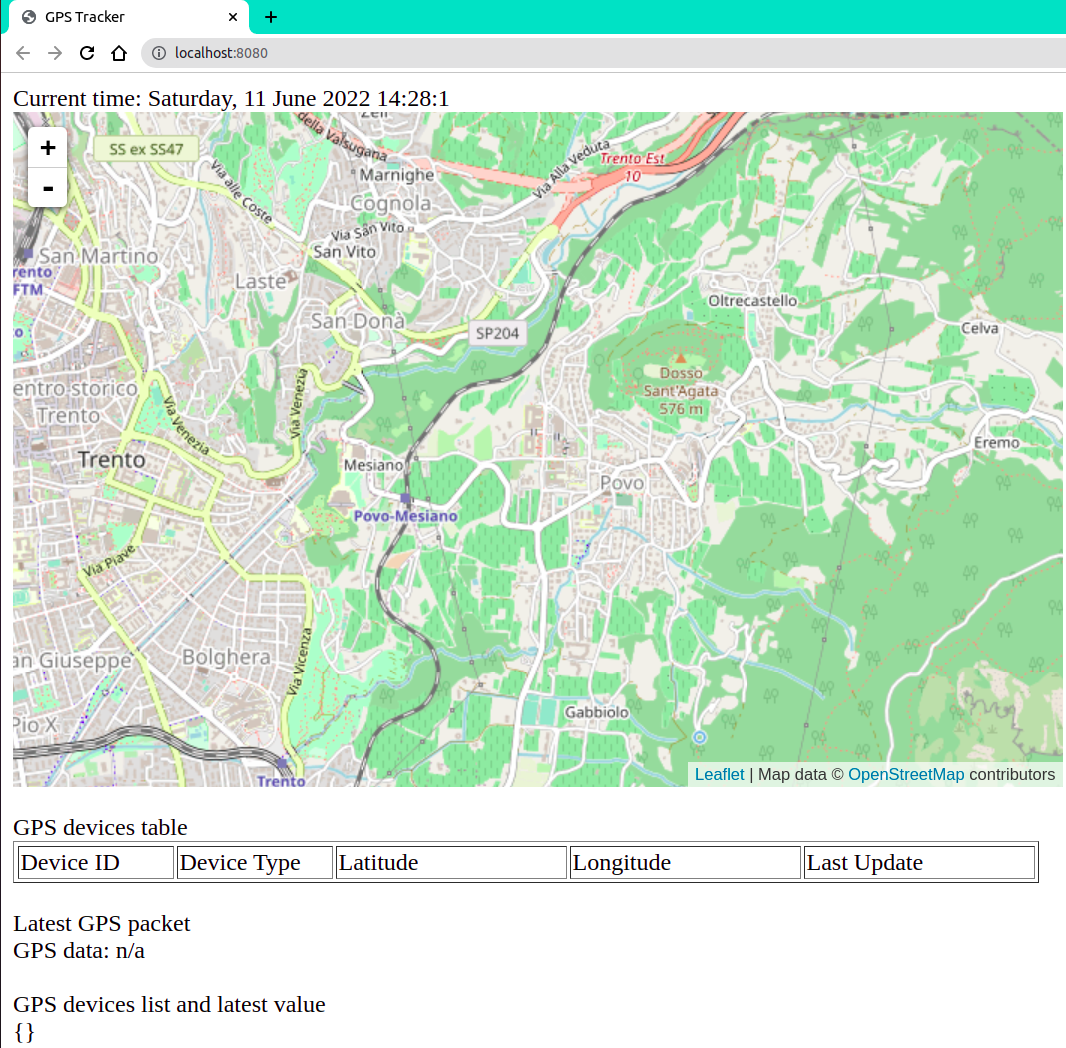 GPS Tracker
localhost:8080
Current time: Saturday, 11 June 2022 14:28:1
+
-
SS ex SS47
della Valsugana
Marnighe
Cognola
Via Alla Veduta
Trento Est
10
Via alle Coste
Via San Vito
San Vito
San Martino
Laste
San Donà
SP204
Oltrecastello
Celva
Dosso
Sant'Agata
576 m
Via Venezia
Via Venezia
Trento
Mesiano
Povo-Mesiano
Povo
Eremo
Via Piave
Bolghera
Via Vicenza
Gabbiolo
Trento
entro storico
Trento
rento
FTM
an Giuseppe
Pio X
Leaflet | Map data © OpenStreetMap contributors
GPS devices table
Device ID Device Type Latitude Longitude Last Update
Latest GPS packet
GPS data: n/a
GPS devices list and latest value
{}